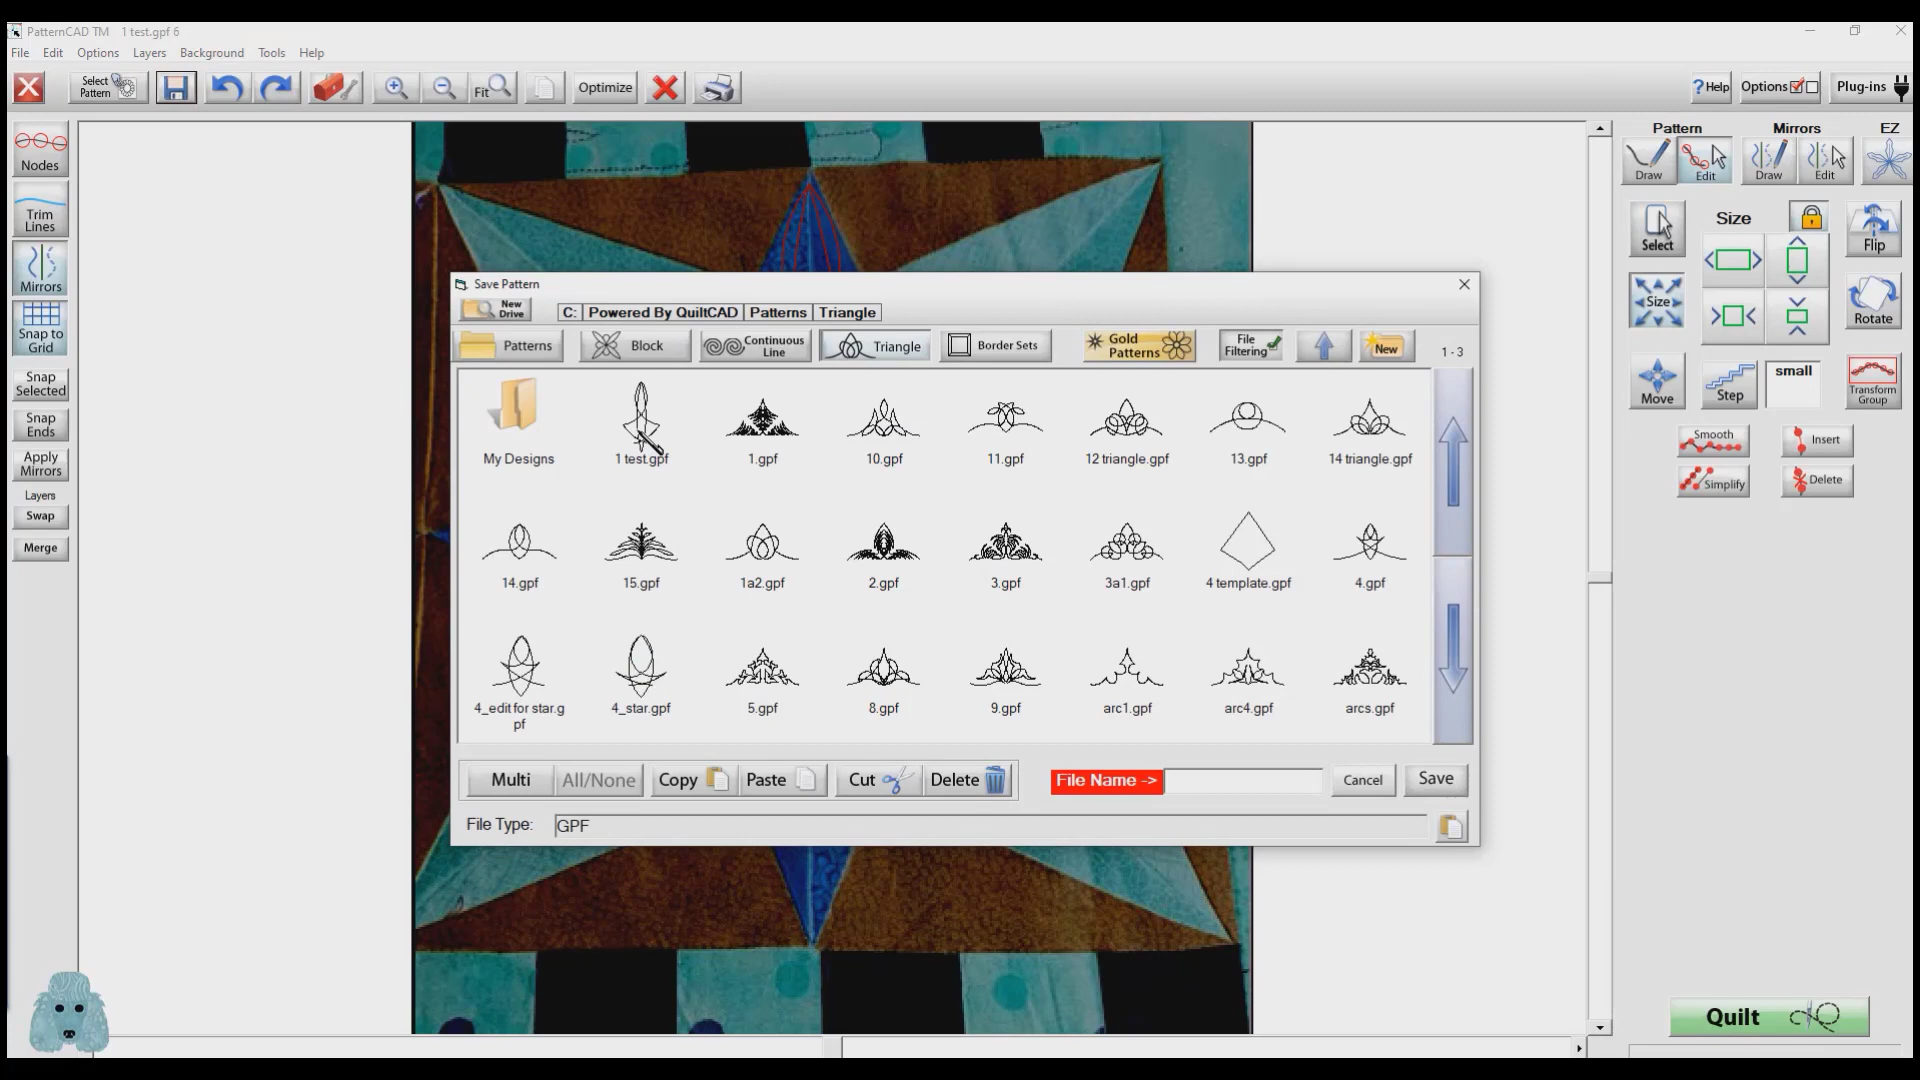 PatternCAD TM 1 test.gpf 6
File Edit Options Layers Background Tools Help
Select Pattern
Fit
Optimize
? Help
Options
Plug-ins
Nodes
Trim Lines
Mirrors
Snap to Grid
Snap Selected
Snap Ends
Apply Mirrors
Layers
Swap
Merge
Save Pattern
New Drive
C: Powered By QuiltCAD Patterns Triangle
Patterns
Block
Continuous Line
Triangle
Border Sets
Gold Patterns
File Filtering
New
1 - 3
My Designs 1 test.gpf 1.gpf 10.gpf 11.gpf 12 triangle.gpf 13.gpf 14 triangle.gpf
14.gpf 15.gpf 1a2.gpf 2.gpf 3.gpf 3a1.gpf 4 template.gpf 4.gpf
4_edit for star.g
pf
4_star.gpf 5.gpf 8.gpf 9.gpf arc1.gpf arc4.gpf arcs.gpf
Multi All/None Copy Paste Cut Delete
File Name -> Cancel Save
File Type: GPF
Pattern Mirrors EZ
Draw Edit Draw Edit
Select
Size
Flip
Size
Rotate
Move
Step
small
Transform Group
Smooth
Insert
Simplify
Delete
Quilt